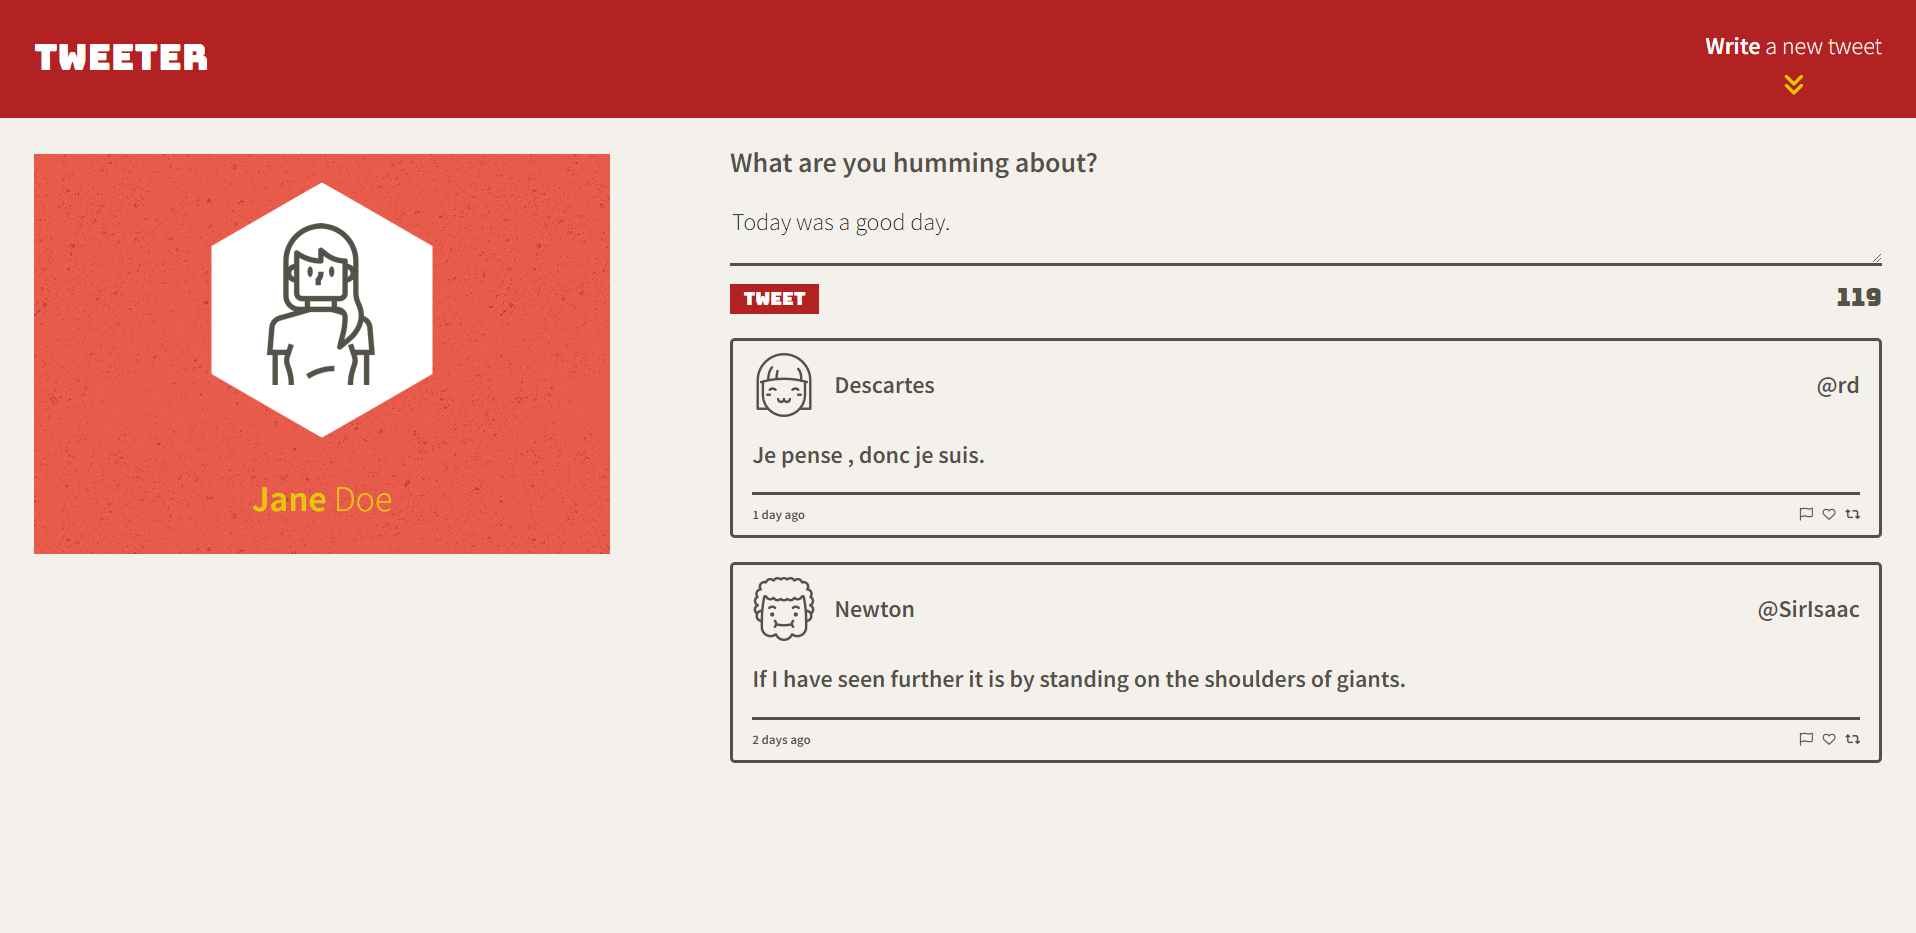 TWEETER
Write a new tweet
Jane Doe
What are you humming about?
Today was a good day.
TWEET
119
Descartes
@rd
Je pense , donc je suis.
1 day ago
Newton
@SirIsaac
If I have seen further it is by standing on the shoulders of giants.
2 days ago